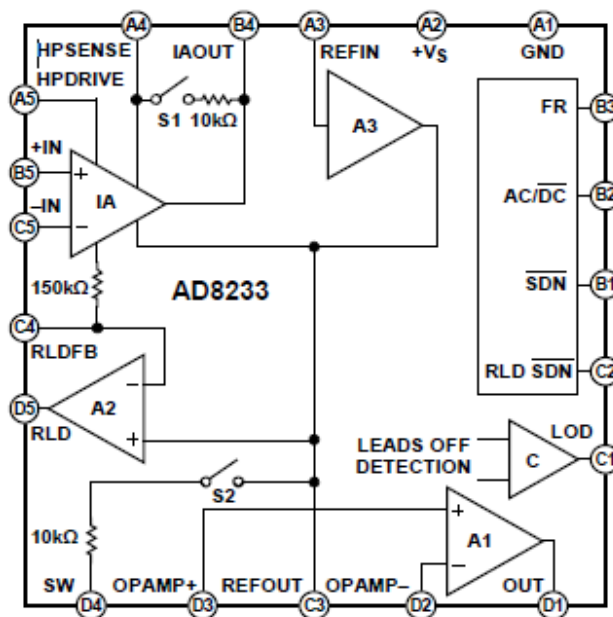 A4 B4 A3 A2 A1
HPSENSE IAOUT REFIN +VS GND
HPDRIVE
A5
S1 10kΩ
A3
FR B3
+IN
B5
+
IA
AC/DC B2
–IN
C5
–
150kΩ
AD8233
SDN B1
C4
RLDFB
RLD SDN C2
–
A2
D5
RLD
+
LEADS OFF
DETECTION
C
LOD
C1
S2
10kΩ
+
A1
–
SW OPAMP+ REFOUT OPAMP– OUT
D4 D3 C3 D2 D1